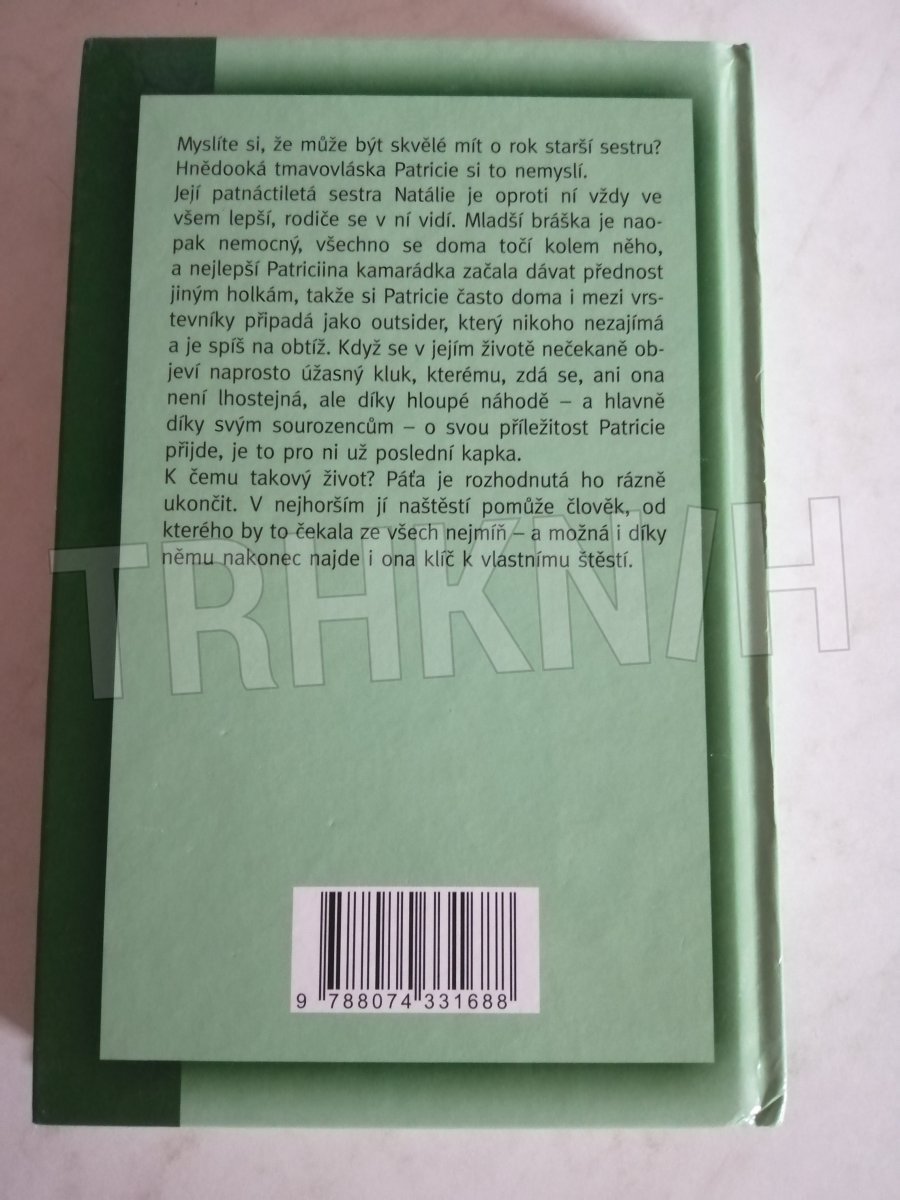 Myslíte si, že může být skvělé mít o rok starší sestru?
Hnědooká tmavovláska Patricie si to nemyslí.
Její patnáctiletá sestra Natálie je oproti ní vždy ve
všem lepší, rodiče se v ní vidí. Mladší bráška je nao-
pak nemocný, všechno se doma točí kolem něho,
a nejlepší Patriciina kamarádka začala dávat přednost
jiným holkám, takže si Patricie často doma i mezi vrs-
tevníky připadá jako outsider, který nikoho nezajímá
a je spíš na obtíž. Když se v jejím životě nečekaně ob-
jeví naprosto úžasný kluk, kterému, zdá se, ani ona
není lhostejná, ale díky hloupé náhodě – a hlavně
díky svým sourozencům – o svou příležitost Patricie
přijde, je to pro ni už poslední kapka.
K čemu takový život? Páťa je rozhodnutá ho rázně
ukončit. V nejhorším jí naštěstí pomůže člověk, od
kterého by to čekala ze všech nejmíň – a možná i díky
němu nakonec najde i ona klíč k vlastnímu štěstí.
TRHKNIH
9 788074 331688